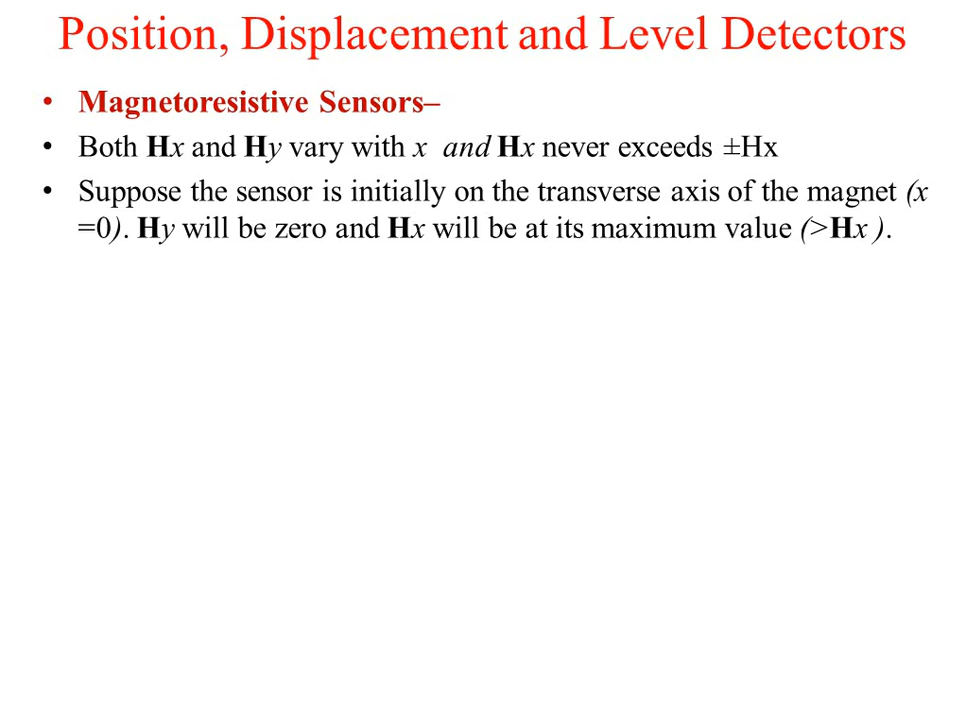 Position, Displacement and Level Detectors
• Magnetoresistive Sensors–
• Both Hx and Hy vary with x and Hx never exceeds ±Hx
• Suppose the sensor is initially on the transverse axis of the magnet (x
=0). Hy will be zero and Hx will be at its maximum value (>Hx ).